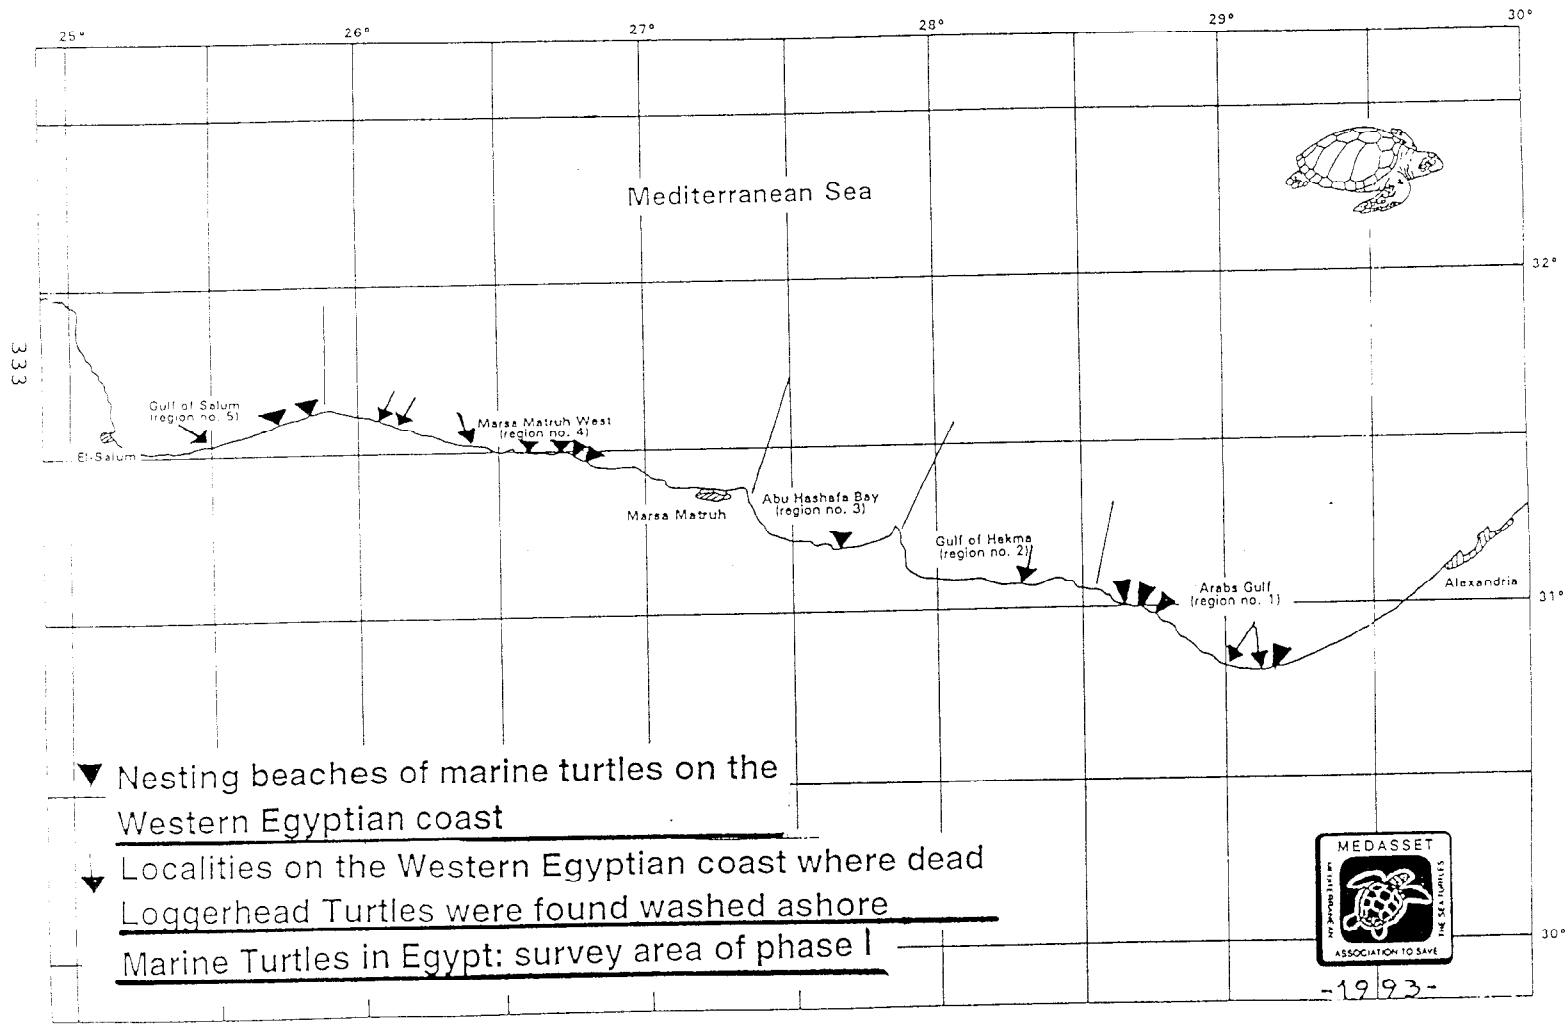 25°
26°
27°
28°
29°
30°
Mediterranean Sea
32°
333
Gulf of Salum
(region no. 5)
Marsa Matruh West
(region no. 4)
El-Salum
Abu Hashafa Bay
(region no. 3)
Marsa Matruh
Gulf of Hekma
(region no. 2)
Arabs Gulf
(region no. 1)
Alexandria
31°
Nesting beaches of marine turtles on the
Western Egyptian coast
Localities on the Western Egyptian coast where dead
Loggerhead Turtles were found washed ashore
Marine Turtles in Egypt: survey area of phase I
MEDASSET
THE SEA TURTLES
ASSOCIATION TO SAVE
30°
-1993-